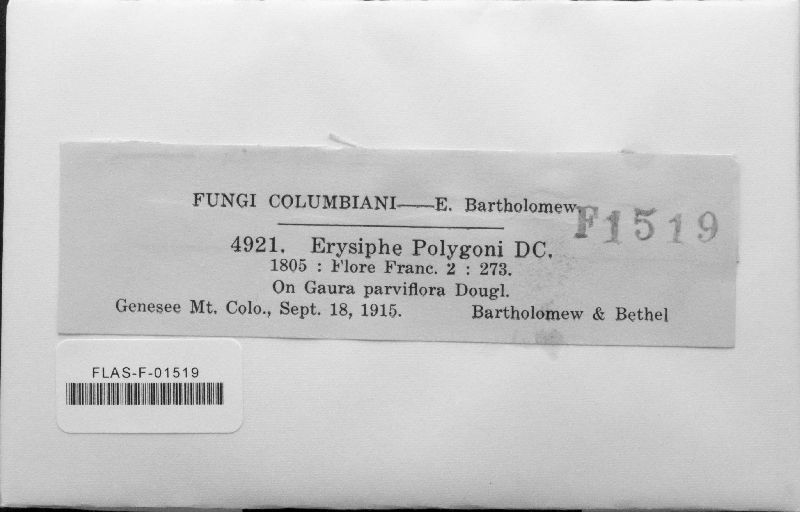 FUNGI COLUMBIANI——E. Bartholomew
F1519
4921. Erysiphe Polygoni DC.
1805 : Flore Franc. 2 : 273.
On Gaura parviflora Dougl.
Genesee Mt. Colo., Sept. 18, 1915. Bartholomew & Bethel
FLAS-F-01519